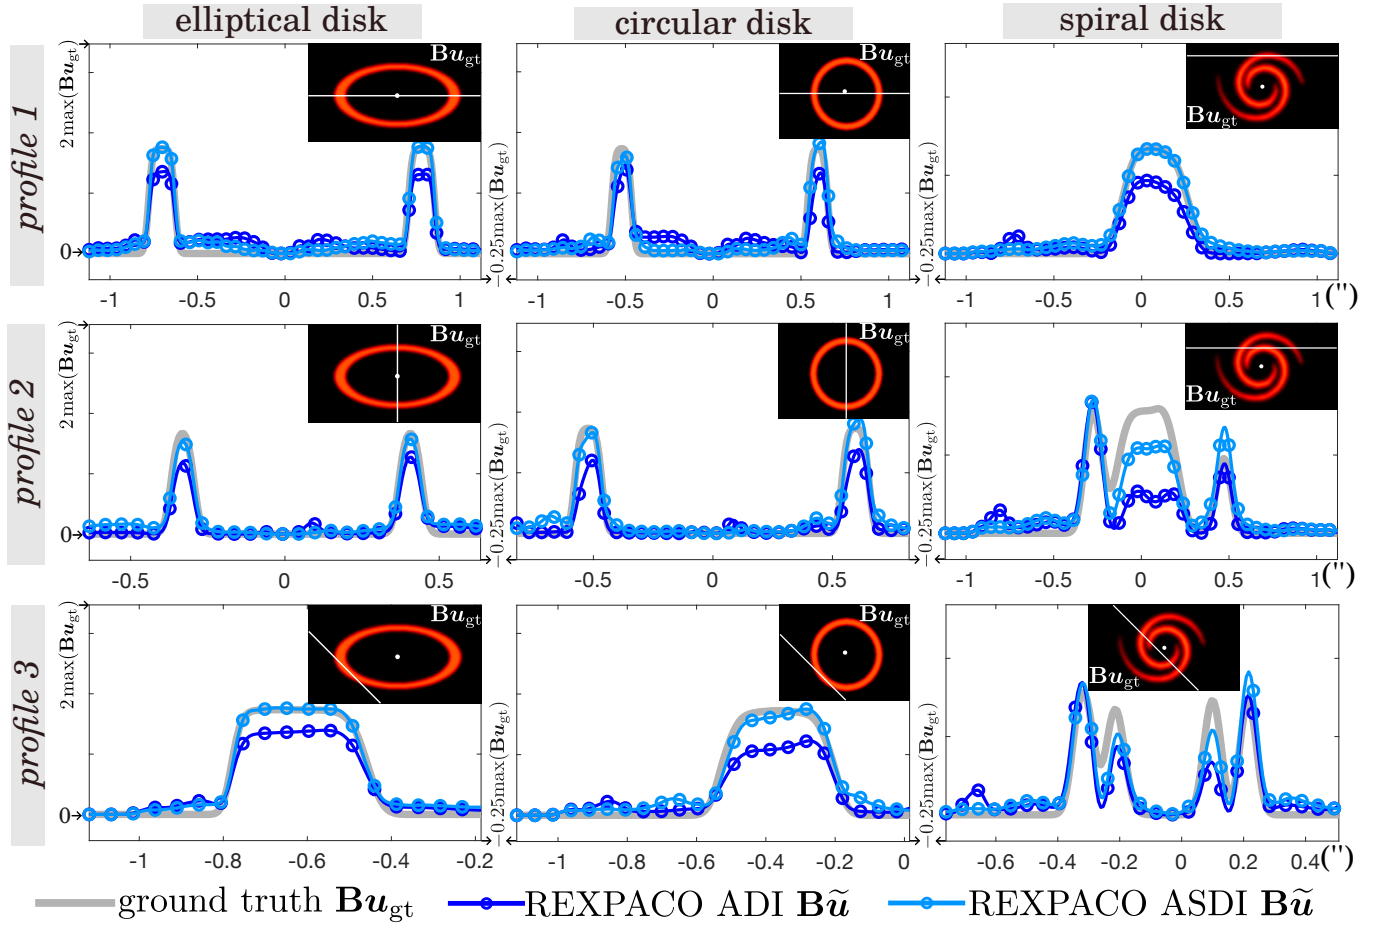 elliptical disk circular disk spiral disk
profile 1
2max(Bu_gt)
0
Bu_gt
-1 -0.5 0 0.5 1
−0.25max(Bu_gt)
Bu_gt
-1 -0.5 0 0.5 1
−0.25max(Bu_gt)
Bu_gt
-1 -0.5 0 0.5 1 (")
profile 2
2max(Bu_gt)
0
Bu_gt
-0.5 0 0.5
−0.25max(Bu_gt)
Bu_gt
-0.5 0 0.5
−0.25max(Bu_gt)
Bu_gt
-1 -0.5 0 0.5 1 (")
profile 3
2max(Bu_gt)
0
Bu_gt
-1 -0.8 -0.6 -0.4 -0.2
−0.25max(Bu_gt)
Bu_gt
-1 -0.8 -0.6 -0.4 -0.2 0
−0.25max(Bu_gt)
Bu_gt
-0.6 -0.4 -0.2 0 0.2 0.4 (")
ground truth Bu_gt REXPACO ADI Bũ REXPACO ASDI Bũ